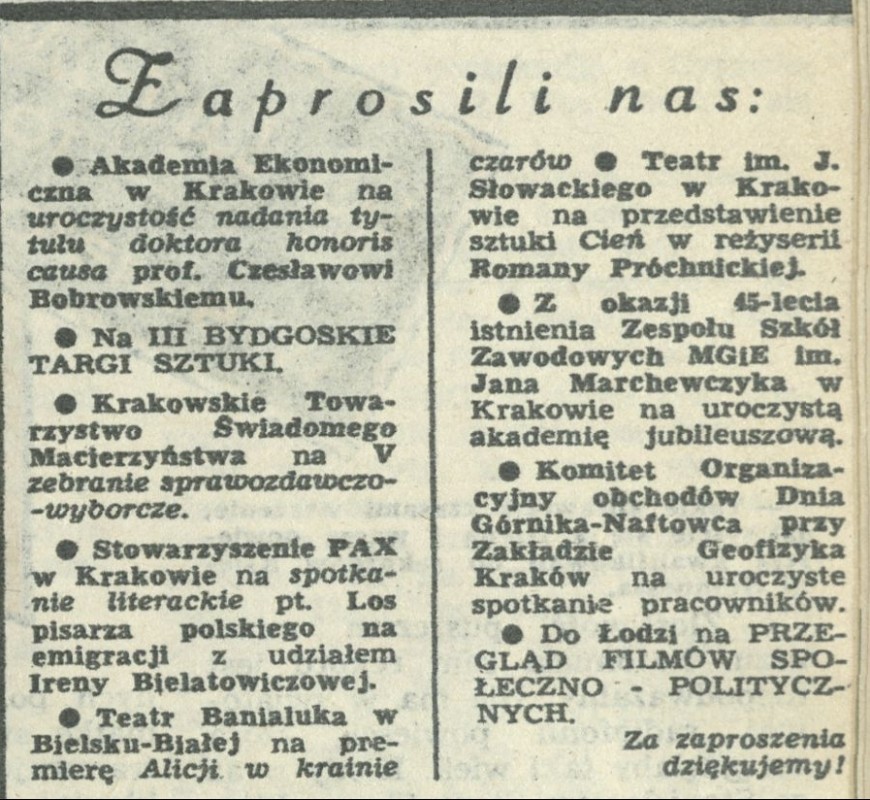 Zaprosili nas:
● Akademia Ekonomi-
czna w Krakowie na
uroczystość nadania ty-
tułu doktora honoris
causa prof. Czesławowi
Bobrowskiemu.
● Na III BYDGOSKIE
TARGI SZTUKI.
● Krakowskie Towa-
rzystwo Świadomego
Macierzyństwa na V
zebranie sprawozdawczo-
-wyborcze.
● Stowarzyszenie PAX
w Krakowie na spotka-
nie literackie pt. Los
pisarza polskiego na
emigracji z udziałem
Ireny Bielatowiczowej.
● Teatr Banialuka w
Bielsku-Białej na pre-
mierę Alicji w krainie
czarów ● Teatr im. J.
Słowackiego w Krako-
wie na przedstawienie
sztuki Cień w reżyserii
Romany Próchnickiej.
● Z okazji 45-lecia
istnienia Zespołu Szkół
Zawodowych MGiE im.
Jana Marchewczyka w
Krakowie na uroczystą
akademię jubileuszową.
● Komitet Organiza-
cyjny obchodów Dnia
Górnika-Naftowca przy
Zakładzie Geofizyka
Kraków na uroczyste
spotkanie pracowników.
● Do Łodzi na PRZE-
GLĄD FILMÓW SPO-
ŁECZNO - POLITYCZ-
NYCH.
Za zaproszenia
dziękujemy!